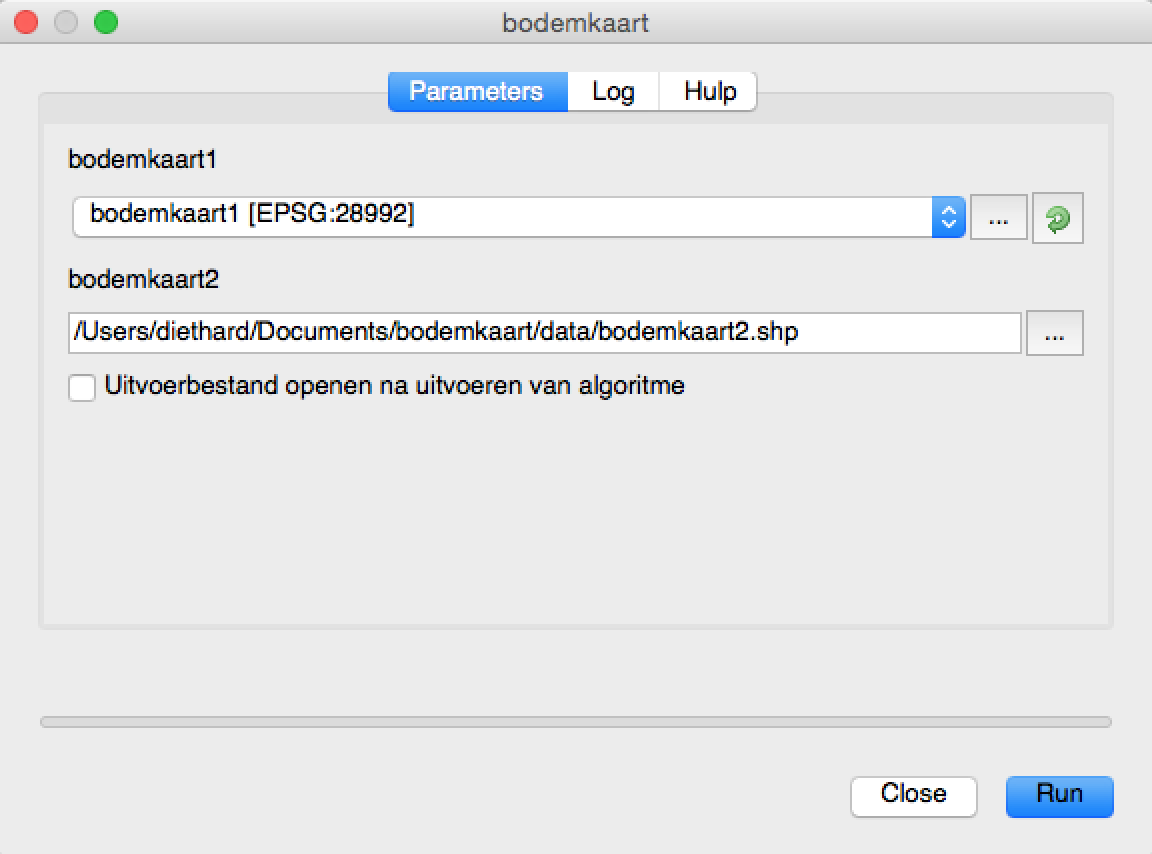 bodemkaart
Parameters Log Hulp
bodemkaart1
bodemkaart1 [EPSG:28992] ...
bodemkaart2
/Users/diethard/Documents/bodemkaart/data/bodemkaart2.shp ...
Uitvoerbestand openen na uitvoeren van algoritme
Close Run